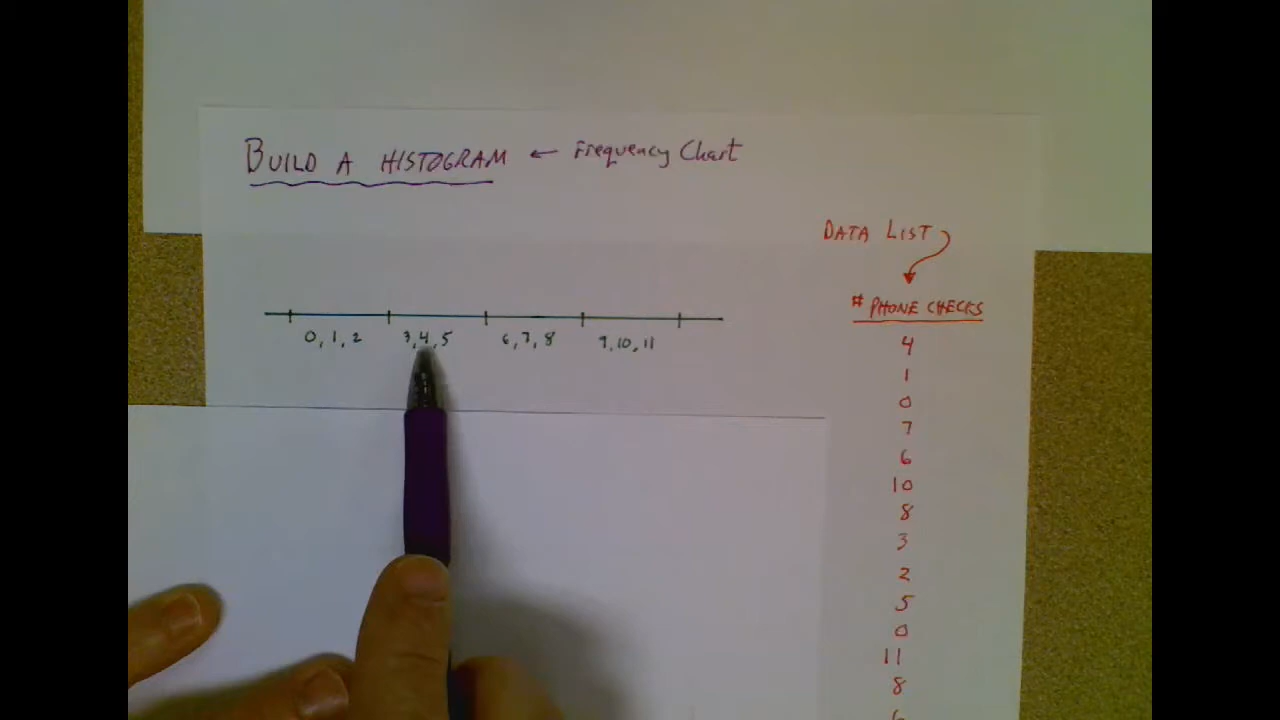 BUILD A HISTOGRAM ← Frequency Chart
0, 1, 2
3, 4, 5
6, 7, 8
9, 10, 11
DATA LIST
# PHONE CHECKS
4
1
0
7
6
10
8
3
2
5
0
11
8